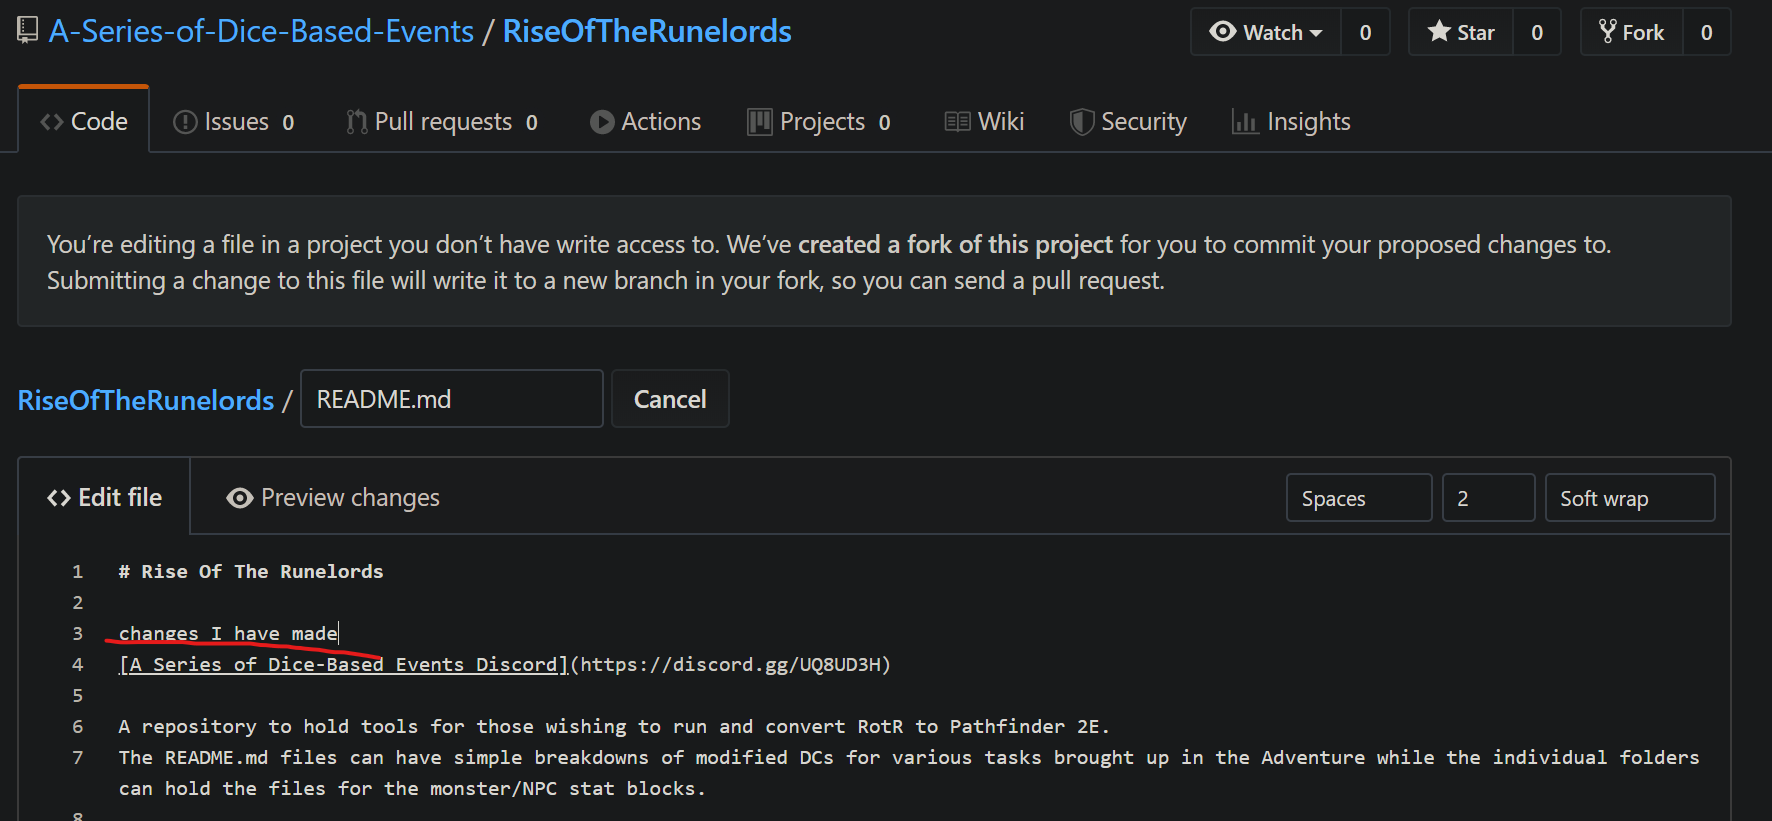 A-Series-of-Dice-Based-Events / RiseOfTheRunelords
Watch 0 Star 0 Fork 0
Code Issues 0 Pull requests 0 Actions Projects 0 Wiki Security Insights
You’re editing a file in a project you don’t have write access to. We’ve created a fork of this project for you to commit your proposed changes to.
Submitting a change to this file will write it to a new branch in your fork, so you can send a pull request.
RiseOfTheRunelords / README.md Cancel
<> Edit file Preview changes Spaces 2 Soft wrap
1 # Rise Of The Runelords
2
3 changes I have made
4 [A Series of Dice-Based Events Discord](https://discord.gg/UQ8UD3H)
5
6 A repository to hold tools for those wishing to run and convert RotR to Pathfinder 2E.
7 The README.md files can have simple breakdowns of modified DCs for various tasks brought up in the Adventure while the individual folders
can hold the files for the monster/NPC stat blocks.
8